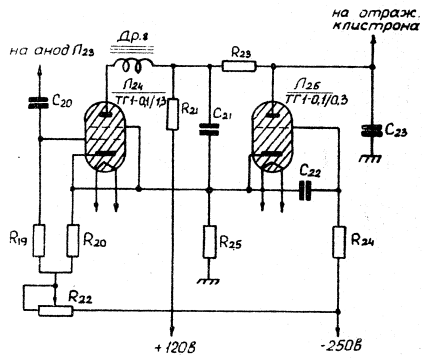 на отраж.
клистрона
на анод Л23
Др.8
R23
Л24
ТГ1-0,1/1,3
C20
R21
C21
Л25
ТГ1-0,1/0,3
C23
C22
R19
R20
R25
R24
R22
+120В
-250В